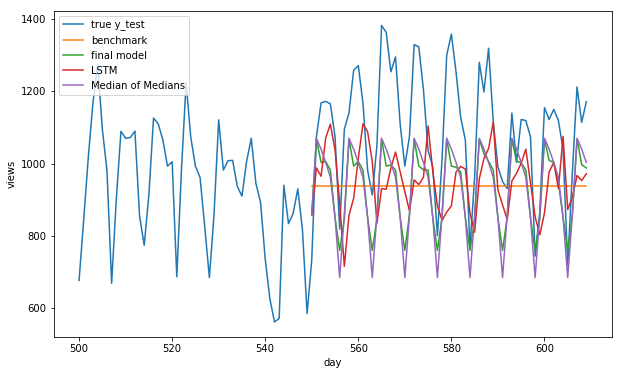 true y_test
benchmark
final model
LSTM
Median of Medians
1400
1200
1000
800
600
views
500
520
540
560
580
600
day